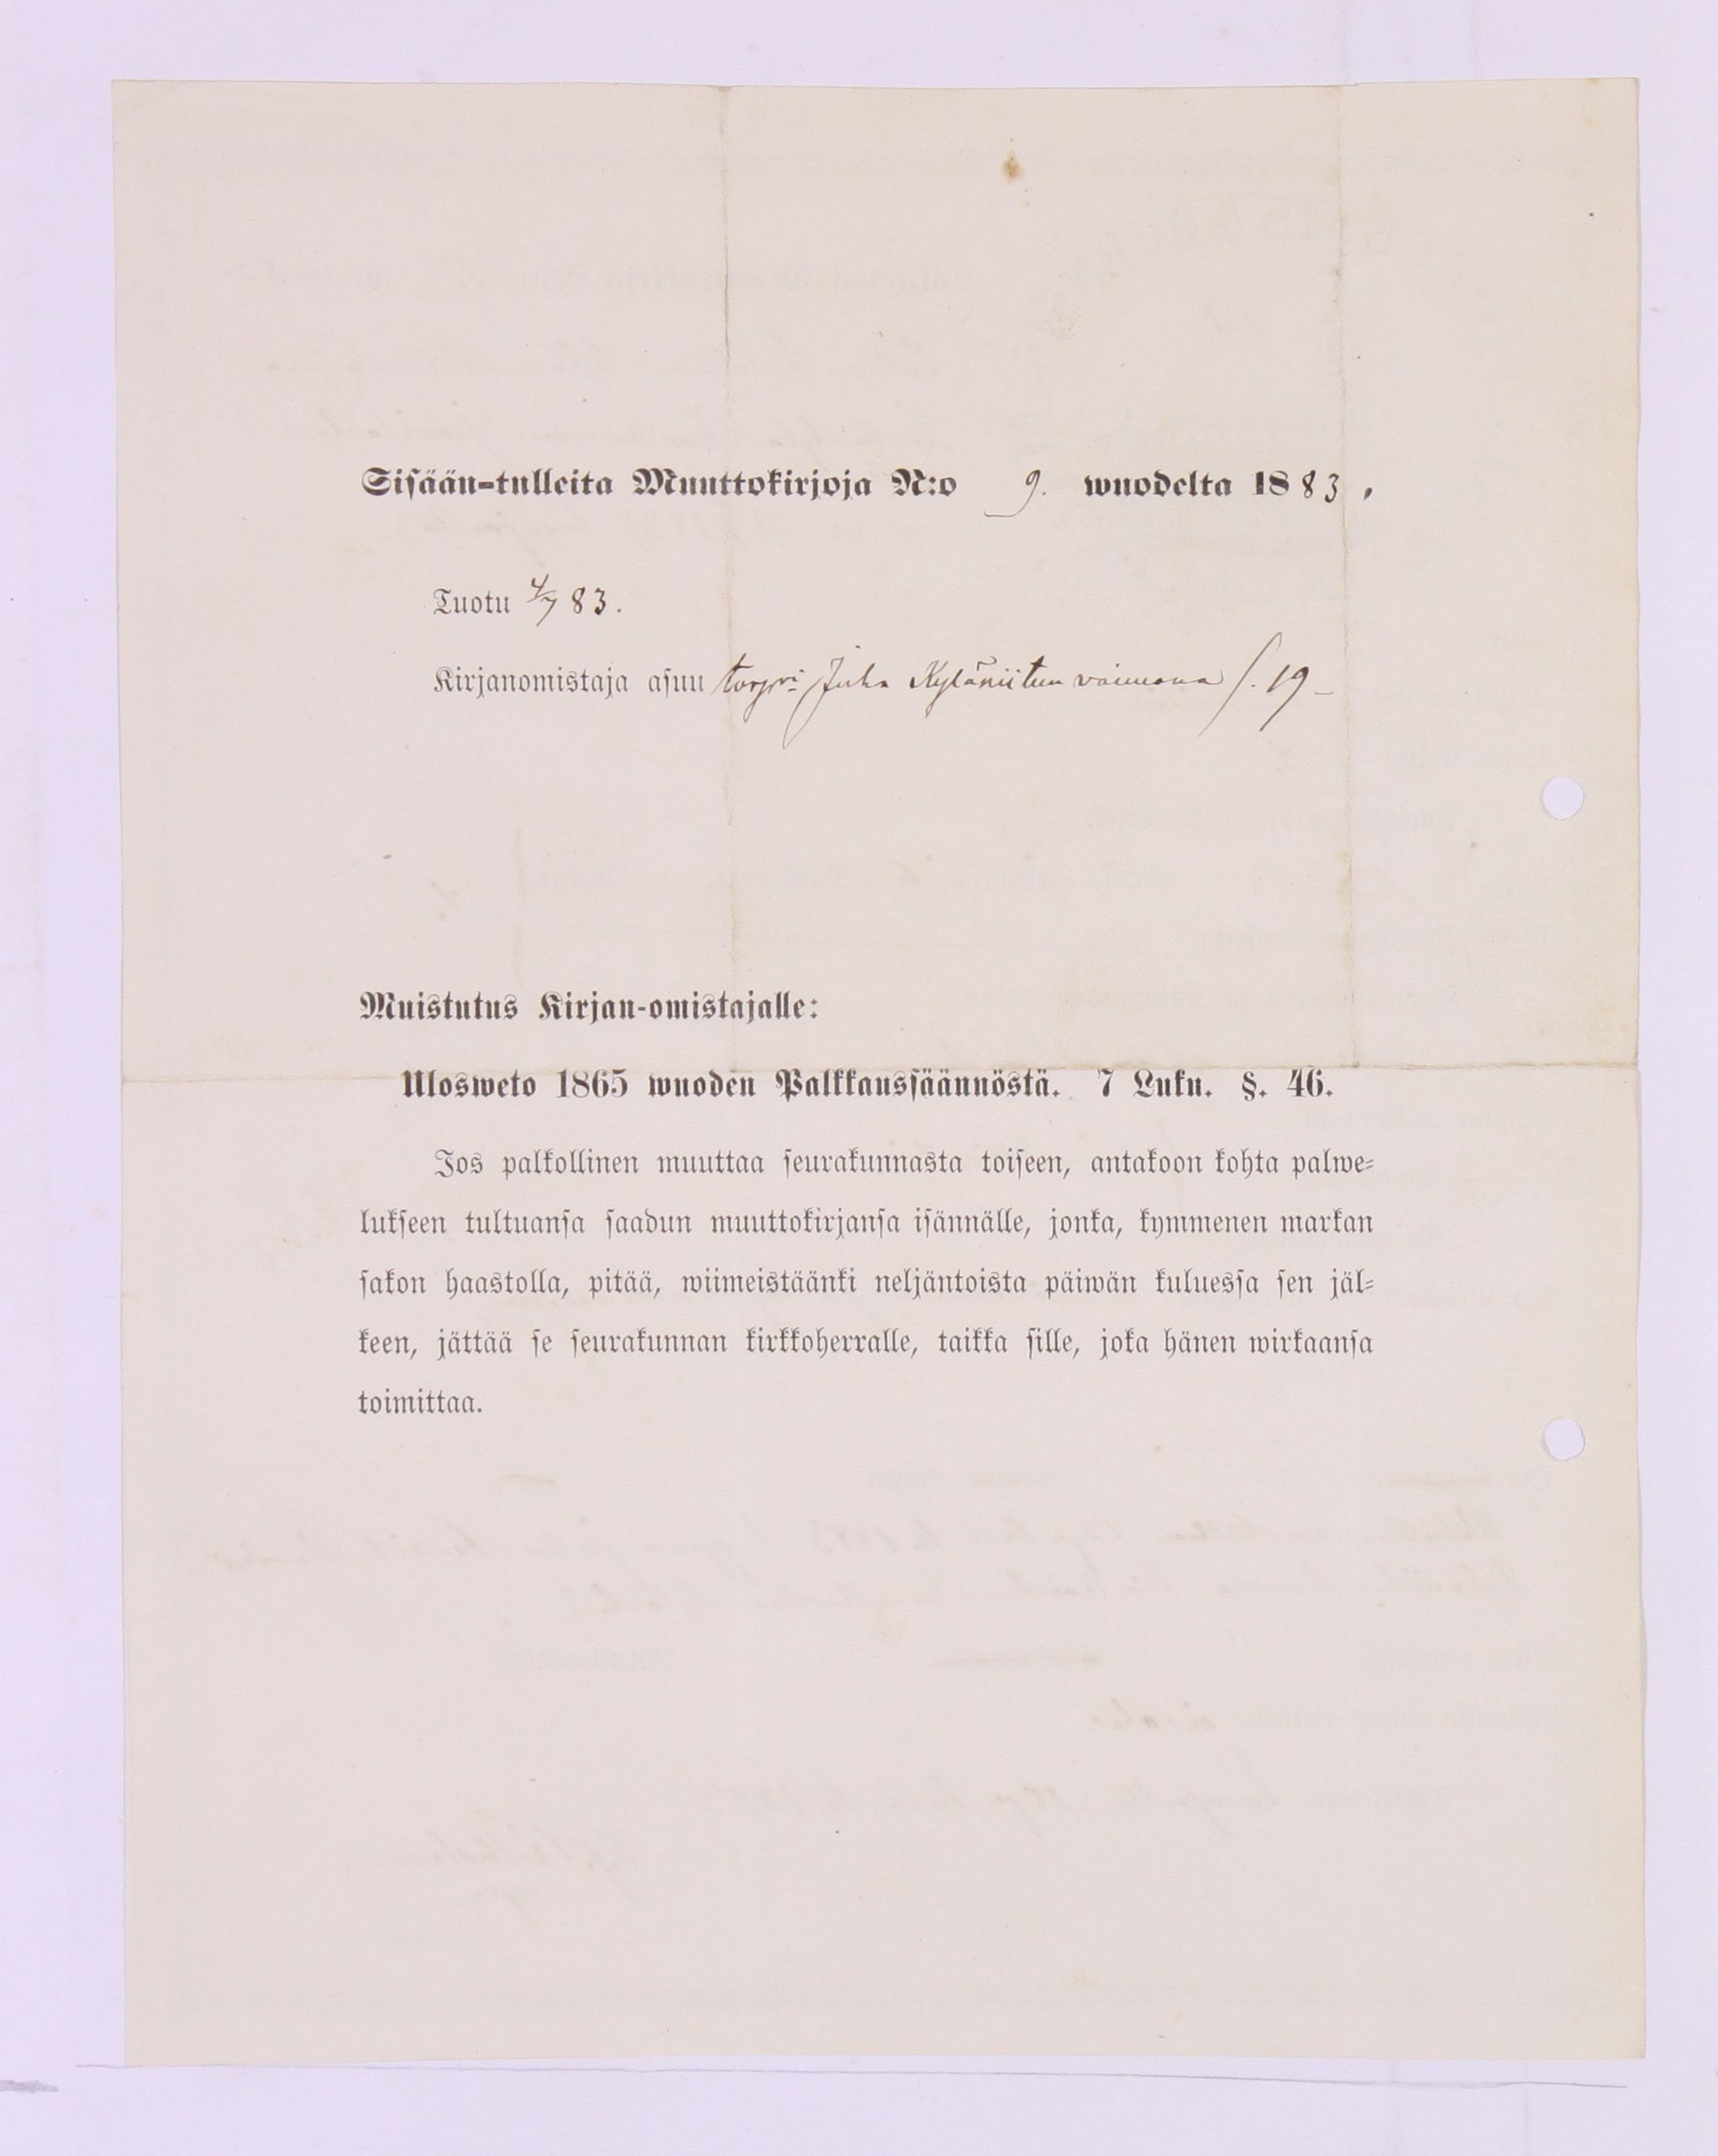 Sisään-tulleita Muuttokirjoja N:o 9. wuodelta 1883,
Tuotu 4/7 83.
Kirjanomistaja asuu torpri Juha Kyläniitun vaimona S. 19
Muistutus Kirjan-omistajalle:
Ulosweto 1865 wuoden Palkkaussäännöstä. 7 Luku. §. 46.
Jos palkollinen muuttaa seurakunnasta toiseen, antakoon kohta palwe-
lukseen tultuansa saadun muuttokirjansa isännälle, jonka, kymmenen markan
sakon haastolla, pitää, wiimeistäänki neljäntoista päiwän kuluessa sen jäl-
keen, jättää se seurakunnan kirkkoherralle, taikka sille, joka hänen wirkaansa
toimittaa.